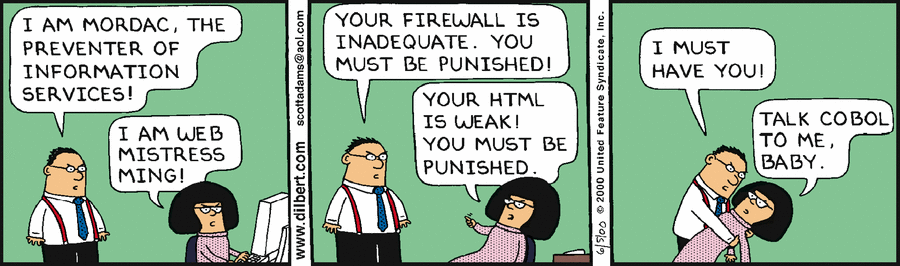 I AM MORDAC, THE
PREVENTER OF
INFORMATION
SERVICES!
I AM WEB
MISTRESS
MING!
www.dilbert.com scottadams@aol.com
YOUR FIREWALL IS
INADEQUATE. YOU
MUST BE PUNISHED!
YOUR HTML
IS WEAK!
YOU MUST BE
PUNISHED.
6/5/00 © 2000 United Feature Syndicate, Inc.
I MUST
HAVE YOU!
TALK COBOL
TO ME,
BABY.